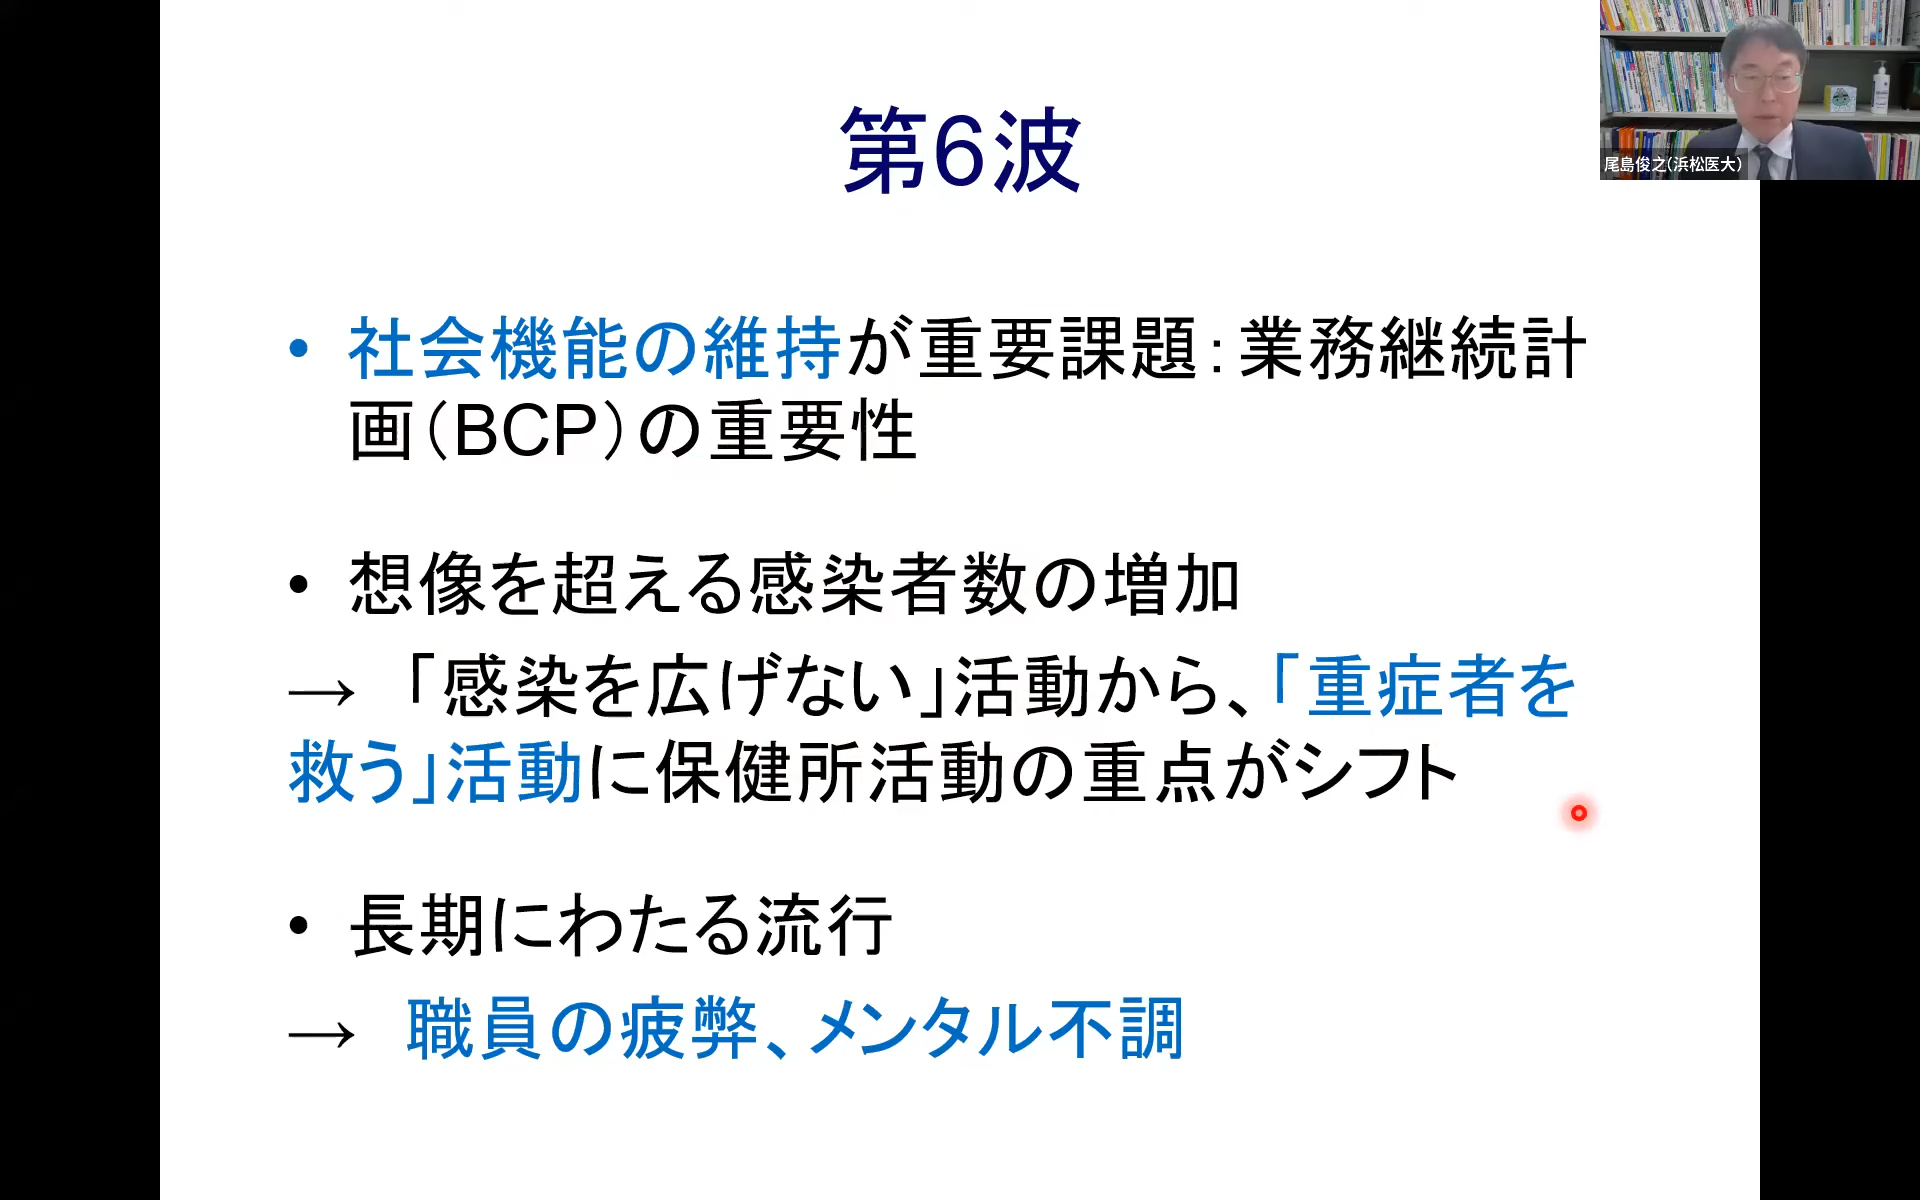 第6波
• 社会機能の維持が重要課題：業務継続計
画（BCP）の重要性
• 想像を超える感染者数の増加
→ 「感染を広げない」活動から、「重症者を
救う」活動に保健所活動の重点がシフト
• 長期にわたる流行
→ 職員の疲弊、メンタル不調
尾島俊之(浜松医大)